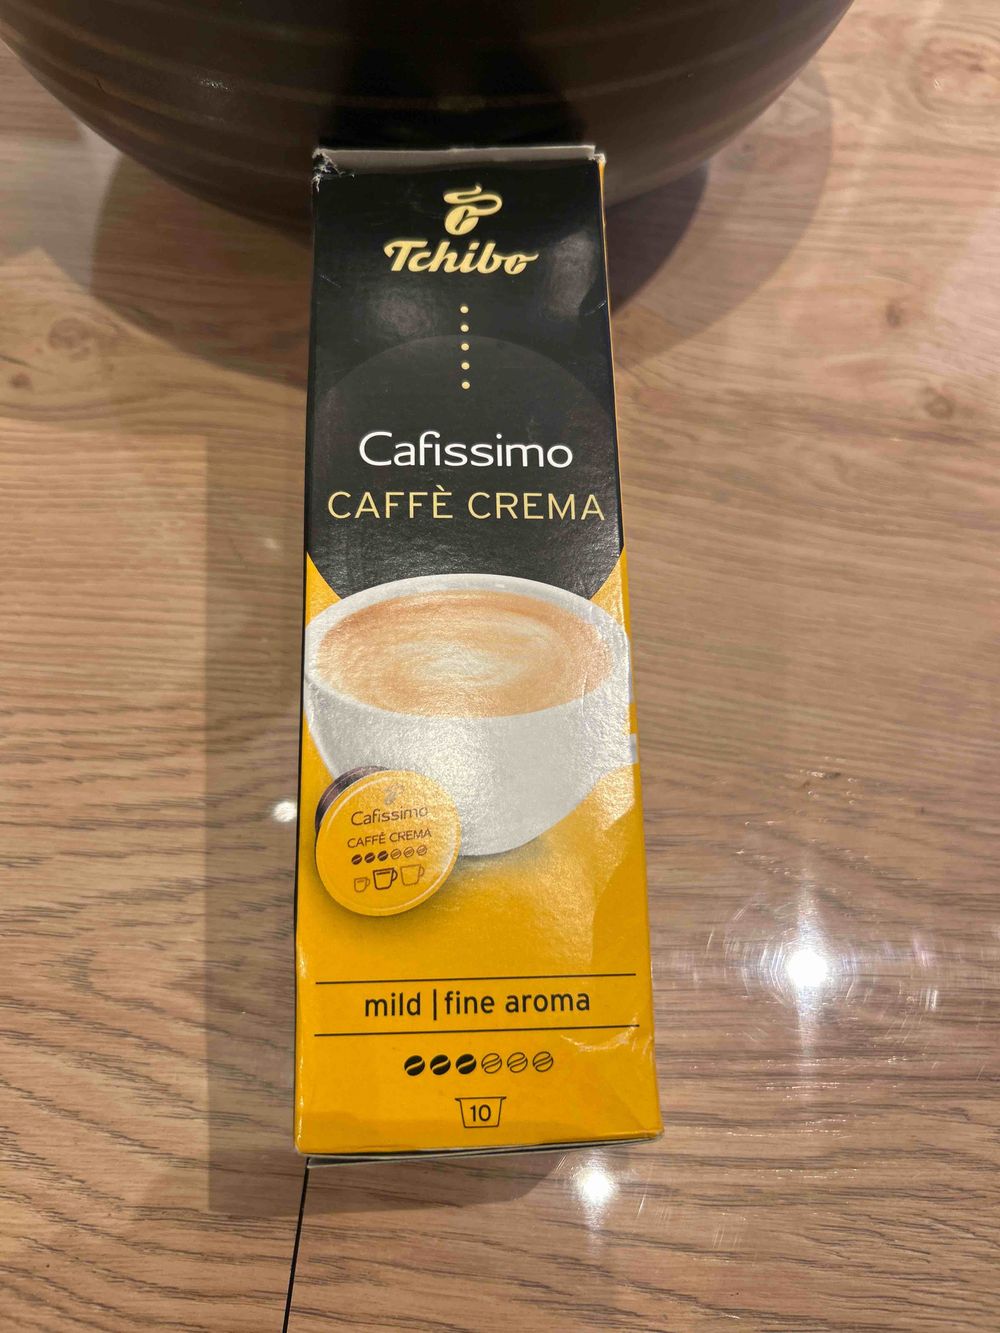 Tchibo
Cafissimo
CAFFÈ CREMA
Cafissimo
CAFFÈ CREMA
mild | fine aroma
10